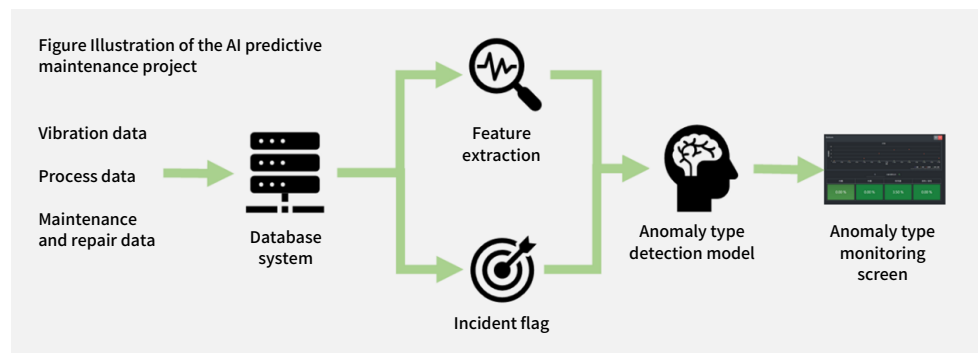 Figure Illustration of the AI predictive
maintenance project
Vibration data
Process data
Maintenance
and repair data
Database
system
Feature
extraction
Incident flag
Anomaly type
detection model
Anomaly type
monitoring
screen